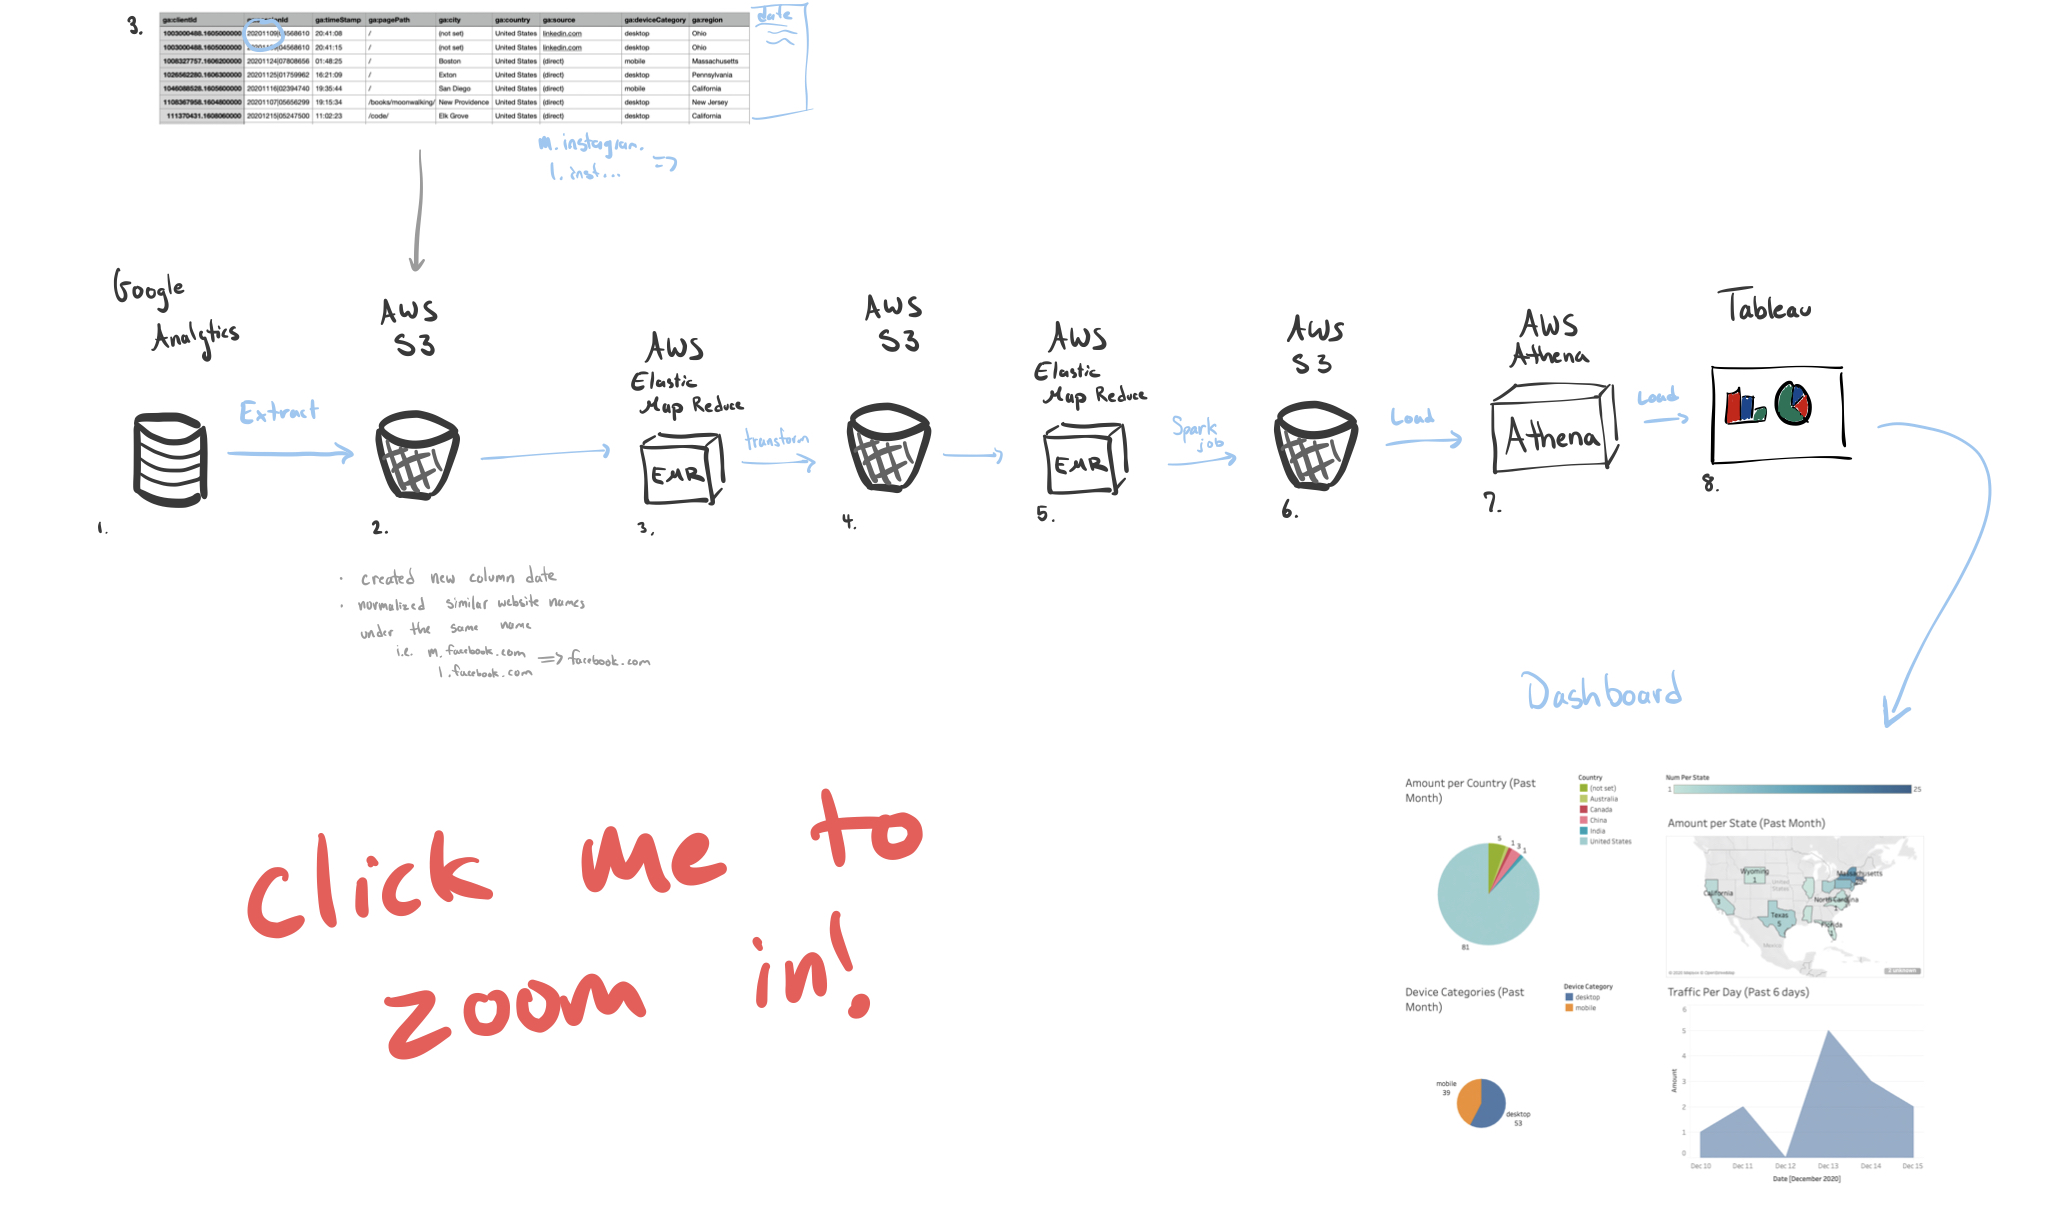 3.
ga:clientId ga:timeStamp ga:pagePath ga:city ga:country ga:source ga:deviceCategory ga:region
1003000488.1605000000 20201109|04568610 20:41:08 / (not set) United States linkedin.com desktop Ohio
1003000488.1605000000 04568610 20:41:15 / (not set) United States linkedin.com desktop Ohio
1008327757.1606200000 20201124|07808656 01:48:25 / Boston United States (direct) mobile Massachusetts
1026562280.1606300000 20201125|01759962 16:21:09 / Exton United States (direct) desktop Pennsylvania
1046088528.1605600000 20201116|02394740 19:35:44 / San Diego United States (direct) mobile California
1108367958.1604800000 20201107|05656299 19:15:34 /books/moonwalking/ New Providence United States (direct) desktop New Jersey
111370431.1608060000 20201215|05247500 11:02:23 /code/ Elk Grove United States (direct) desktop California
date
m. instagram. =>
l. inst...
Google
Analytics
Extract
1.
AWS
S3
2.
AWS
Elastic
Map Reduce
EMR
3.
transform
AWS
S3
4.
AWS
Elastic
Map Reduce
EMR
5.
Spark
job
AWS
S3
6.
Load
AWS
Athena
Athena
7.
Load
Tableau
8.
· created new column date
· normalized similar website names
under the same name
i.e. m.facebook.com => facebook.com
l.facebook.com
click me to
zoom in!
Dashboard
Amount per Country (Past
Month)
Country
(not set)
Australia
Canada
China
India
United States
5 1 3 1
81
Num Per State
1 25
Amount per State (Past Month)
Wyoming
1
United
States
Massachusetts
California
3
North Carolina
1
Texas
5
Florida
Mexico
© 2020 Mapbox © OpenStreetMap
2 unknown
Device Categories (Past
Month)
Device Category
desktop
mobile
mobile
39
desktop
53
Traffic Per Day (Past 6 days)
6
5
4
3
2
1
0
Amount
Dec 10 Dec 11 Dec 12 Dec 13 Dec 14 Dec 15
Date [December 2020]